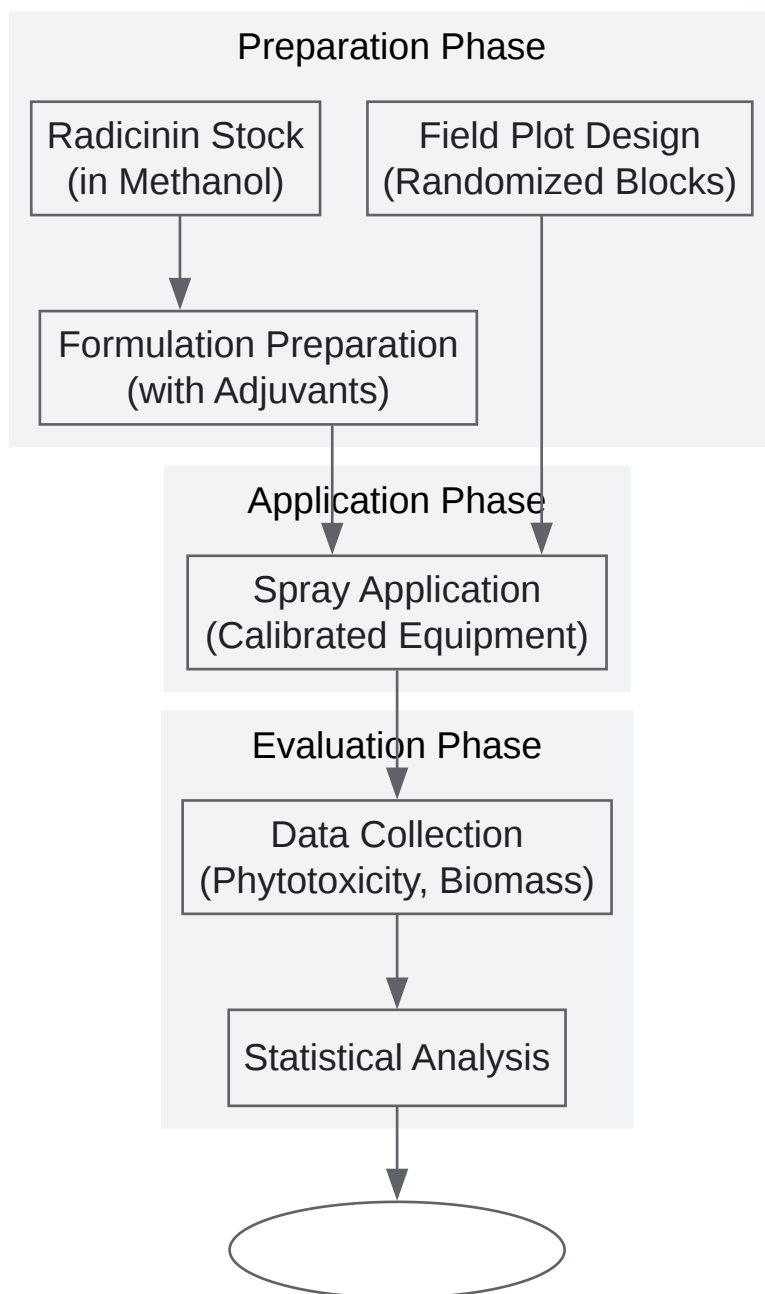 Preparation Phase
Radicinin Stock
(in Methanol)
Field Plot Design
(Randomized Blocks)
Formulation Preparation
(with Adjuvants)
Application Phase
Spray Application
(Calibrated Equipment)
Evaluation Phase
Data Collection
(Phytotoxicity, Biomass)
Statistical Analysis